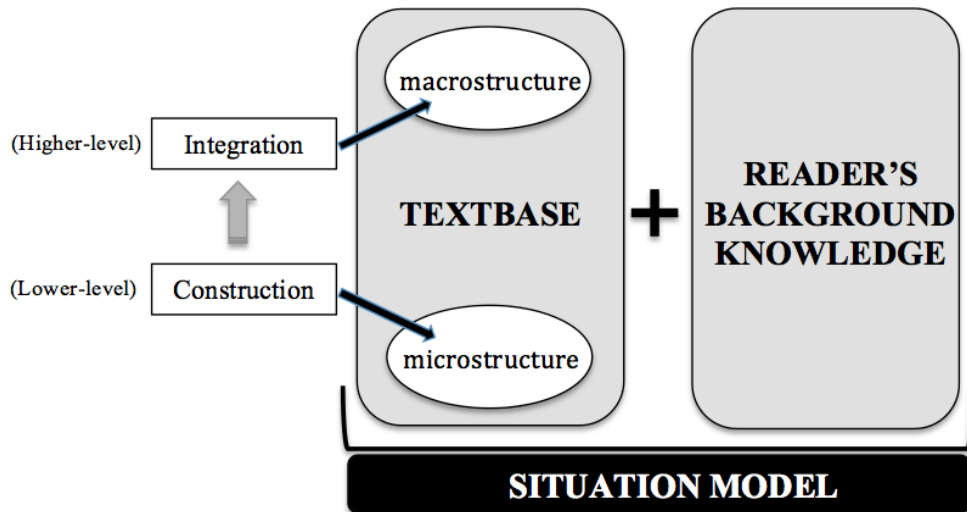 macrostructure
(Higher-level)
Integration
TEXTBASE
+
READER'S
BACKGROUND
KNOWLEDGE
(Lower-level)
Construction
microstructure
SITUATION MODEL